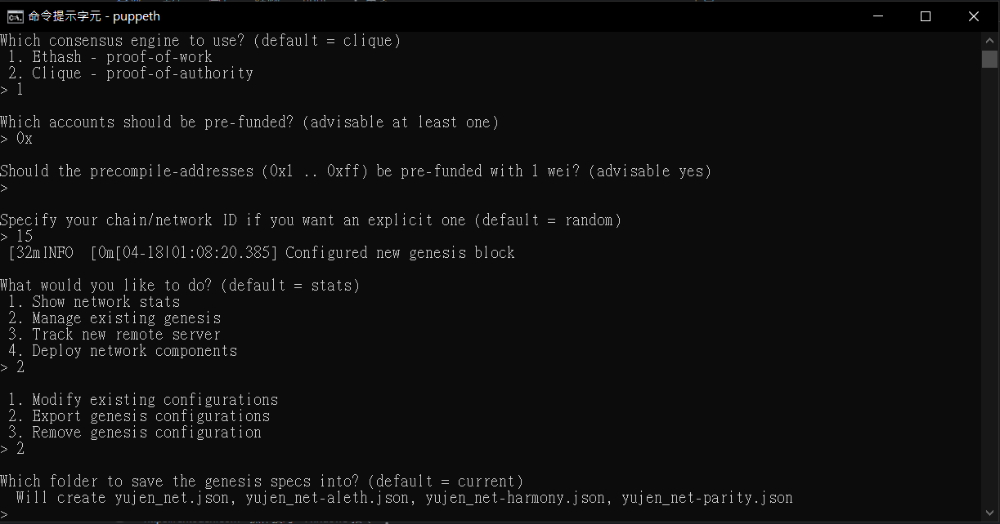 命令提示字元 - puppeth
Which consensus engine to use? (default = clique)
1. Ethash - proof-of-work
2. Clique - proof-of-authority
> 1
Which accounts should be pre-funded? (advisable at least one)
> 0x
Should the precompile-addresses (0x1 .. 0xff) be pre-funded with 1 wei? (advisable yes)
>
Specify your chain/network ID if you want an explicit one (default = random)
> 15
[32mINFO [0m[04-18|01:08:20.385] Configured new genesis block
What would you like to do? (default = stats)
1. Show network stats
2. Manage existing genesis
3. Track new remote server
4. Deploy network components
> 2
1. Modify existing configurations
2. Export genesis configurations
3. Remove genesis configuration
> 2
Which folder to save the genesis specs into? (default = current)
Will create yujen_net.json, yujen_net-aleth.json, yujen_net-harmony.json, yujen_net-parity.json
>